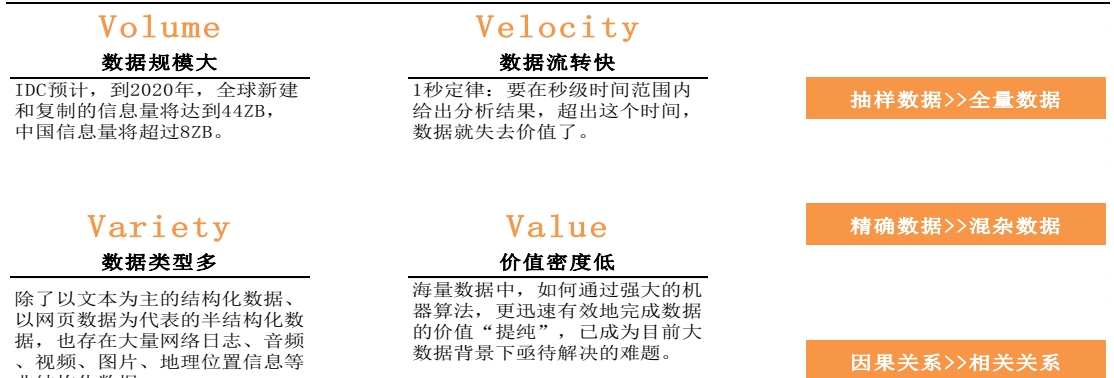 Volume
数据规模大
IDC预计，到2020年，全球新建
和复制的信息量将达到44ZB，
中国信息量将超过8ZB。
Velocity
数据流转快
1秒定律：要在秒级时间范围内
给出分析结果，超出这个时间，
数据就失去价值了。
Variety
数据类型多
除了以文本为主的结构化数据、
以网页数据为代表的半结构化数
据，也存在大量网络日志、音频
、视频、图片、地理位置信息等
Value
价值密度低
海量数据中，如何通过强大的机
器算法，更迅速有效地完成数据
的价值“提纯”，已成为目前大
数据背景下亟待解决的难题。
抽样数据>>全量数据
精确数据>>混杂数据
因果关系>>相关关系